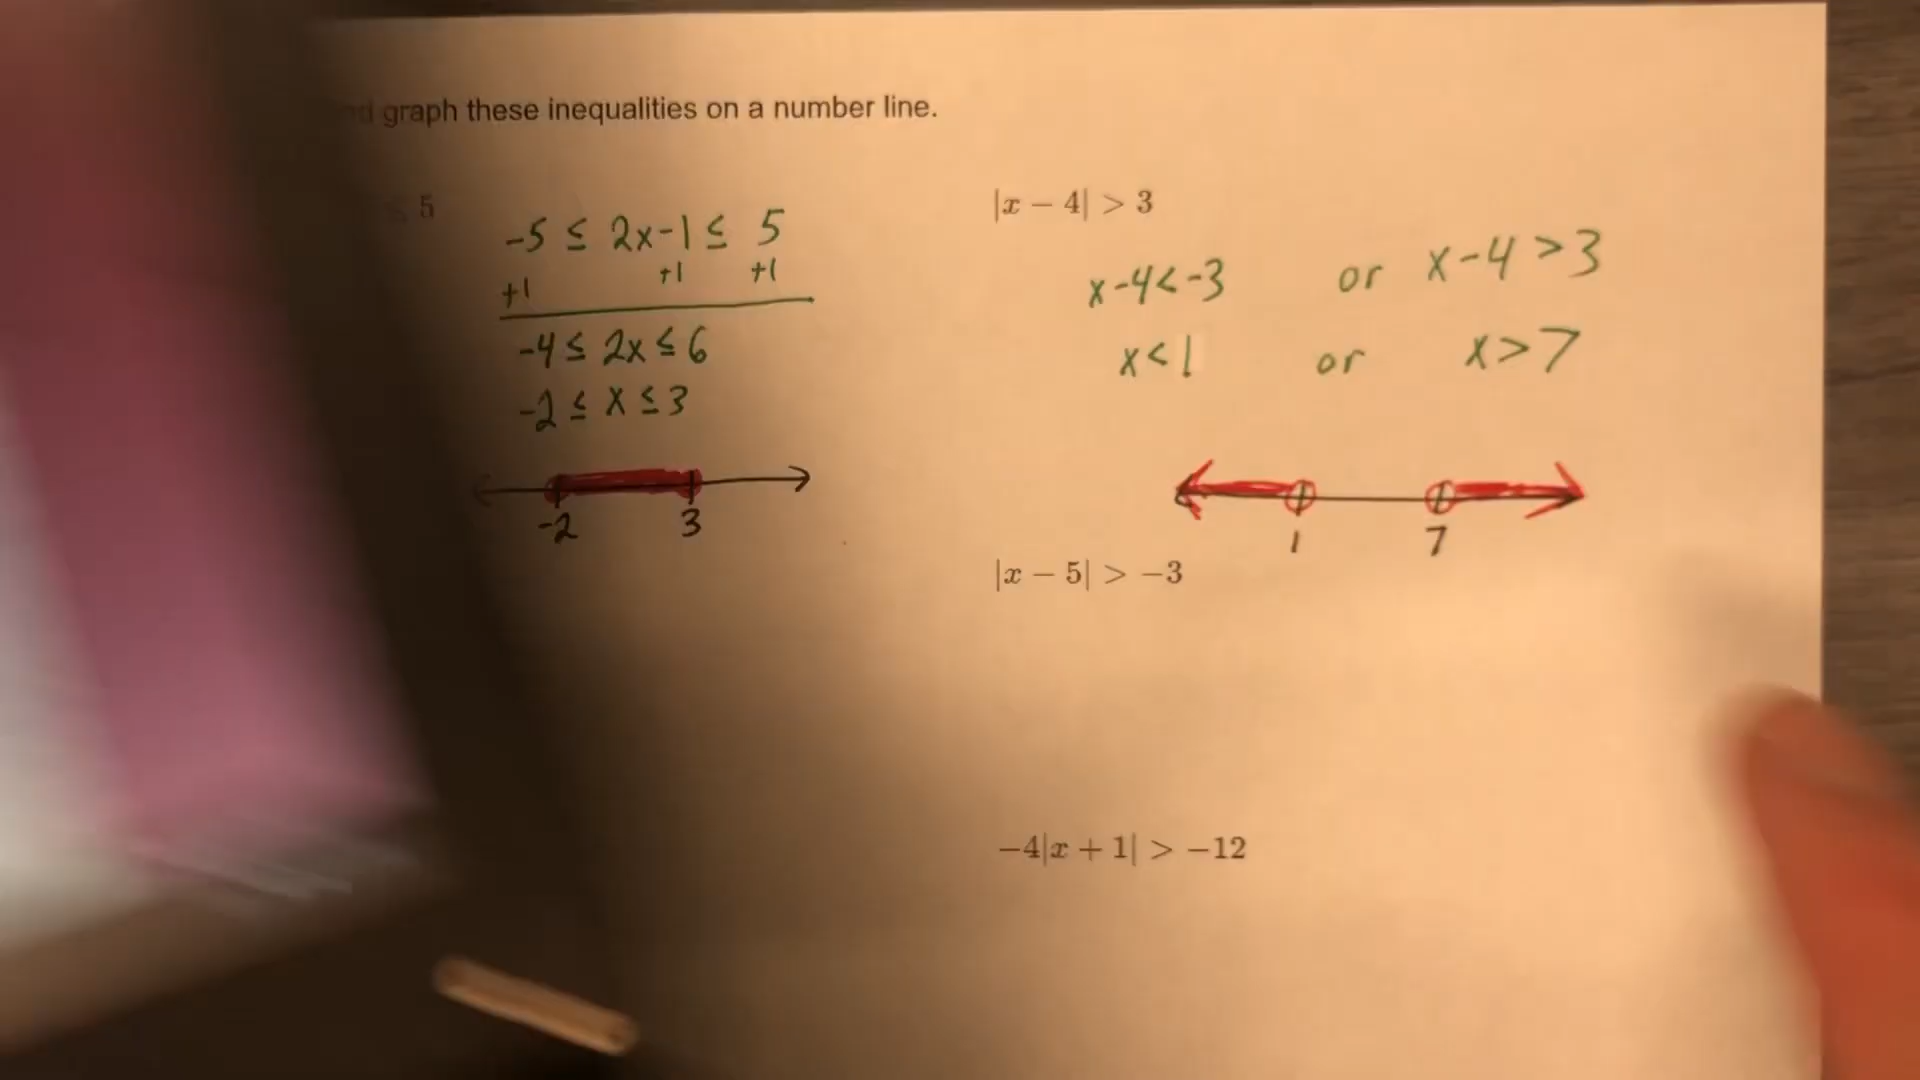 graph these inequalities on a number line.
5
-5 ≤ 2x-1 ≤ 5
+1 +1 +1
-4 ≤ 2x ≤ 6
-2 ≤ x ≤ 3
-2 3
|x − 4| > 3
x-4<-3 or x-4>3
x<1 or x>7
1 7
|x − 5| > −3
−4|x + 1| > −12